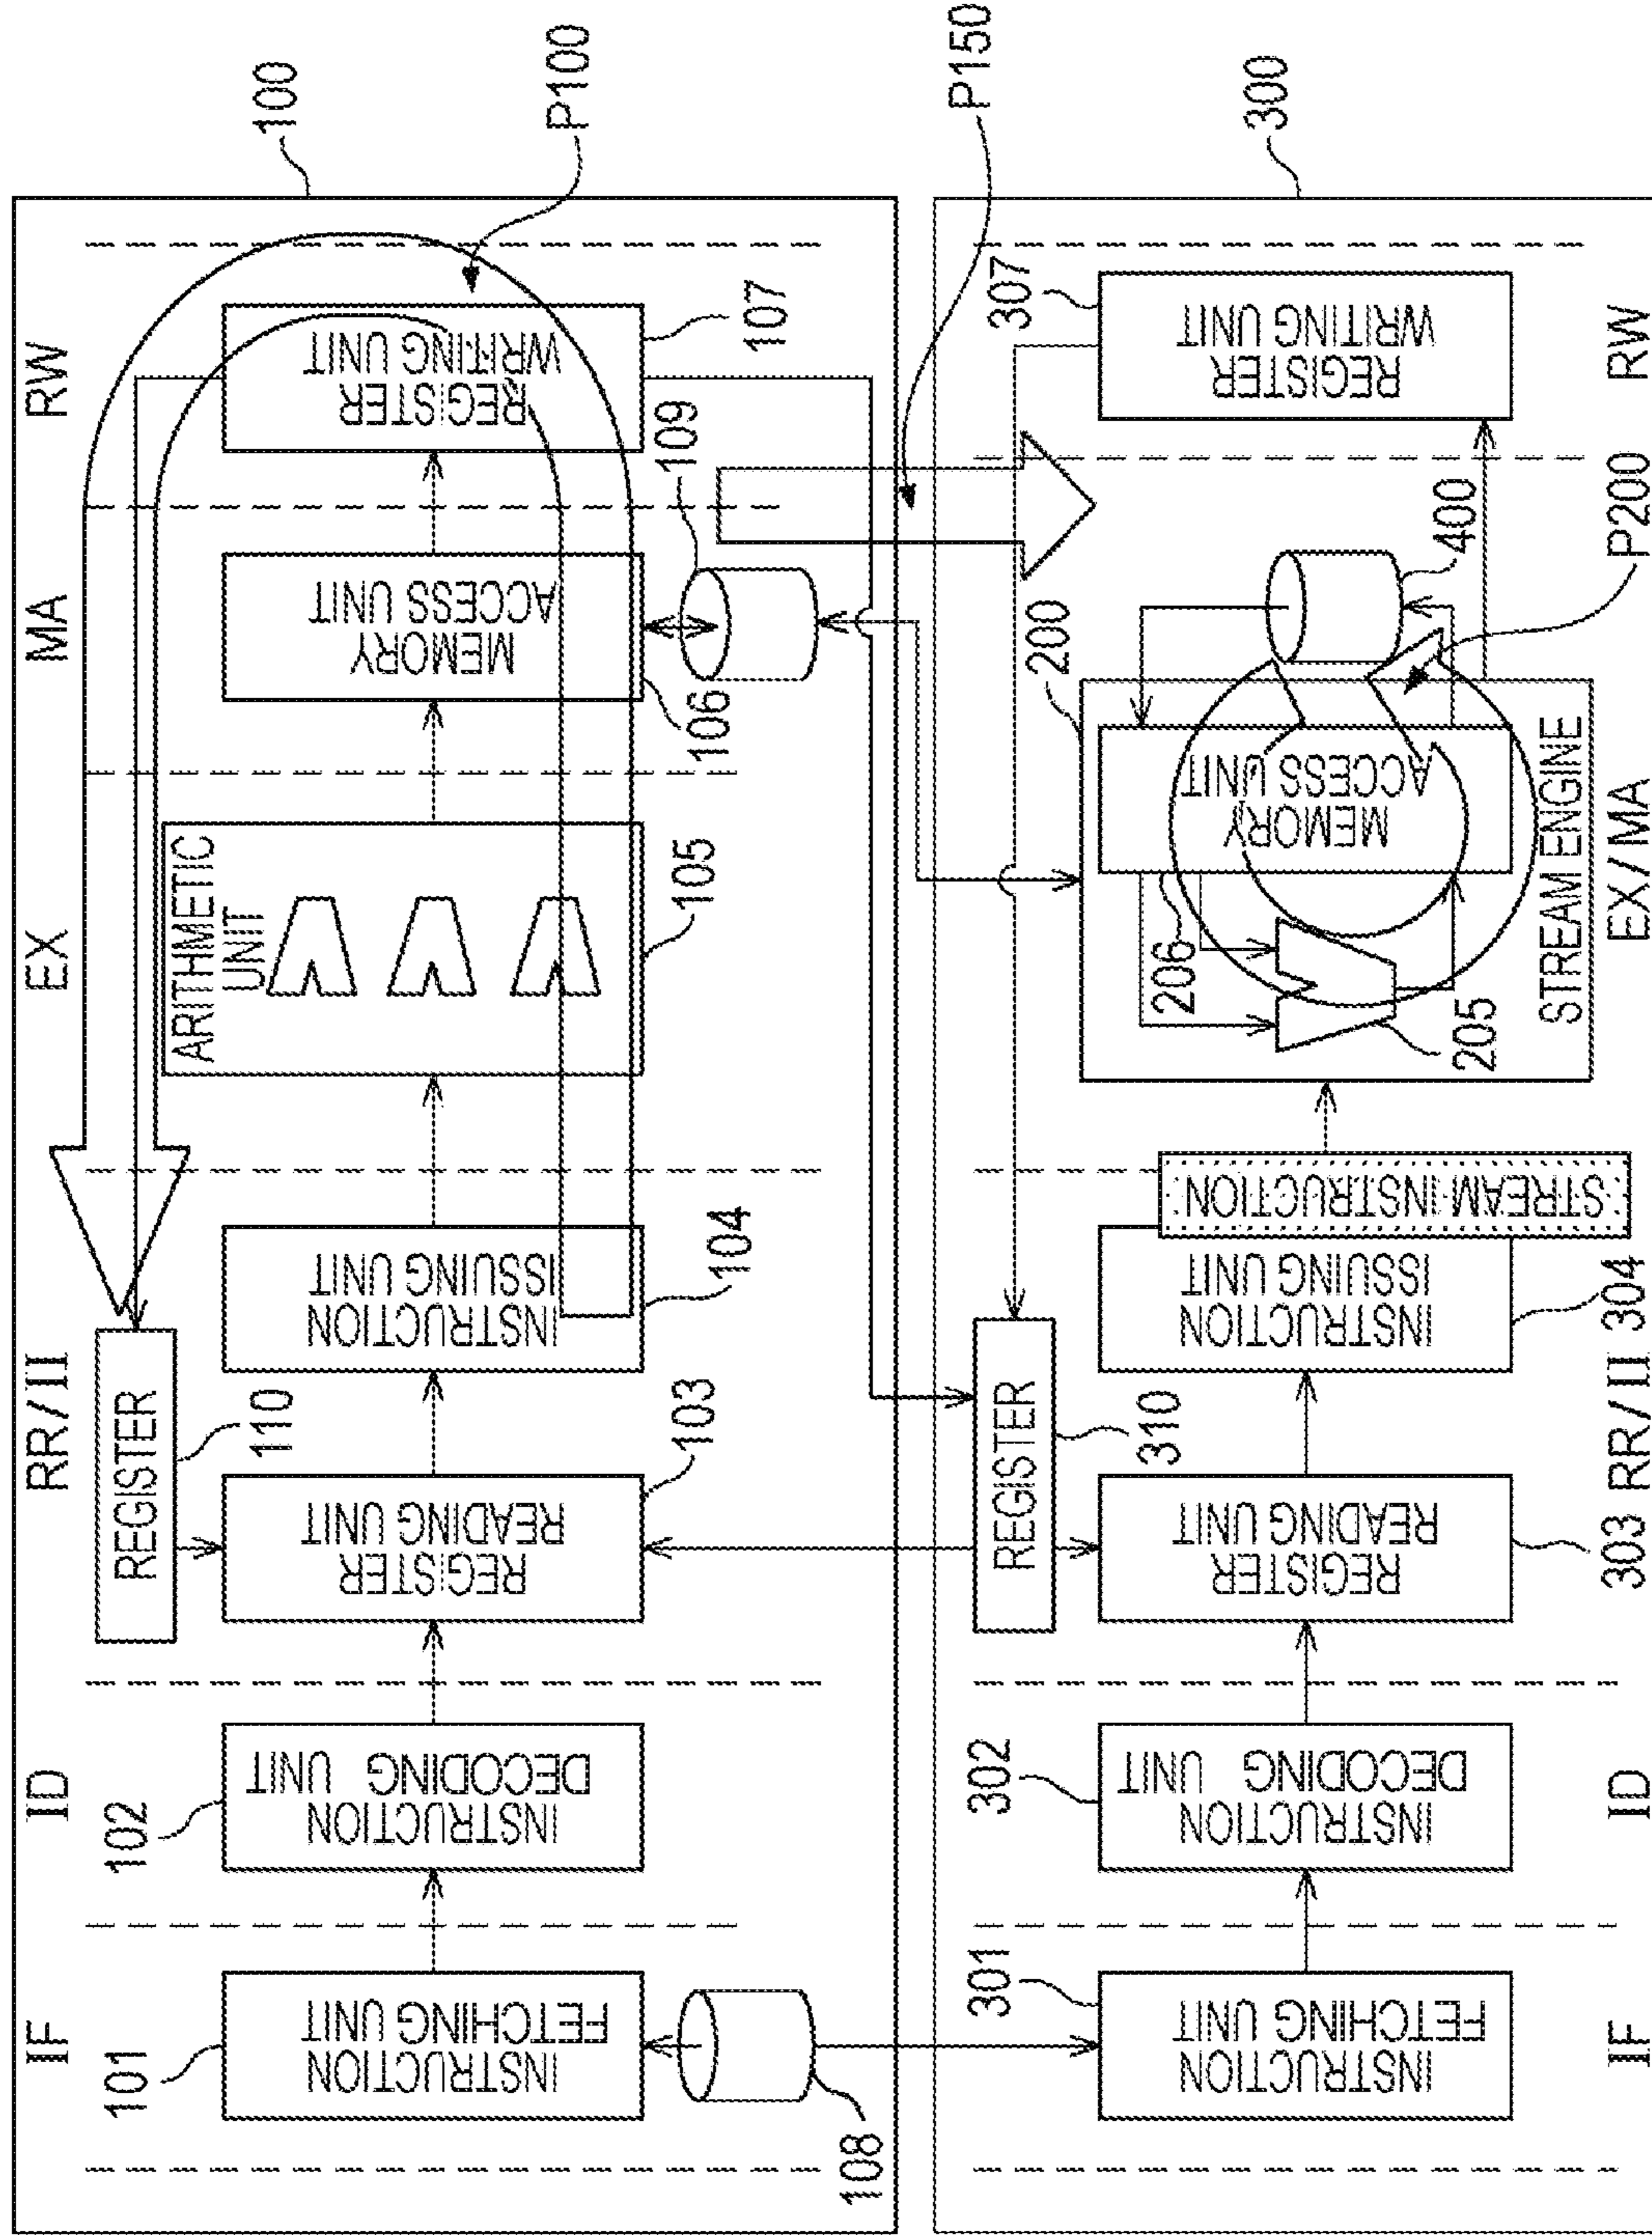 100
P100
IF
ID
RR/II
EX
MA
RW
101
102
REGISTER
110
ARITHMETIC
UNIT
INSTRUCTION
FETCHING
UNIT
INSTRUCTION
DECODING
UNIT
REGISTER
READING UNIT
INSTRUCTION
ISSUING UNIT
MEMORY
ACCESS UNIT
REGISTER
WRITING UNIT
108
103
104
105
106
109
107
P150
300
301
302
REGISTER
310
200
307
INSTRUCTION
FETCHING
UNIT
INSTRUCTION
DECODING
UNIT
REGISTER
READING UNIT
INSTRUCTION
ISSUING UNIT
STREAM INSTRUCTION
206
205
MEMORY
ACCESS UNIT
400
P200
STREAM ENGINE
REGISTER
WRITING UNIT
303
304
IF
ID
RR/II
EX/MA
RW